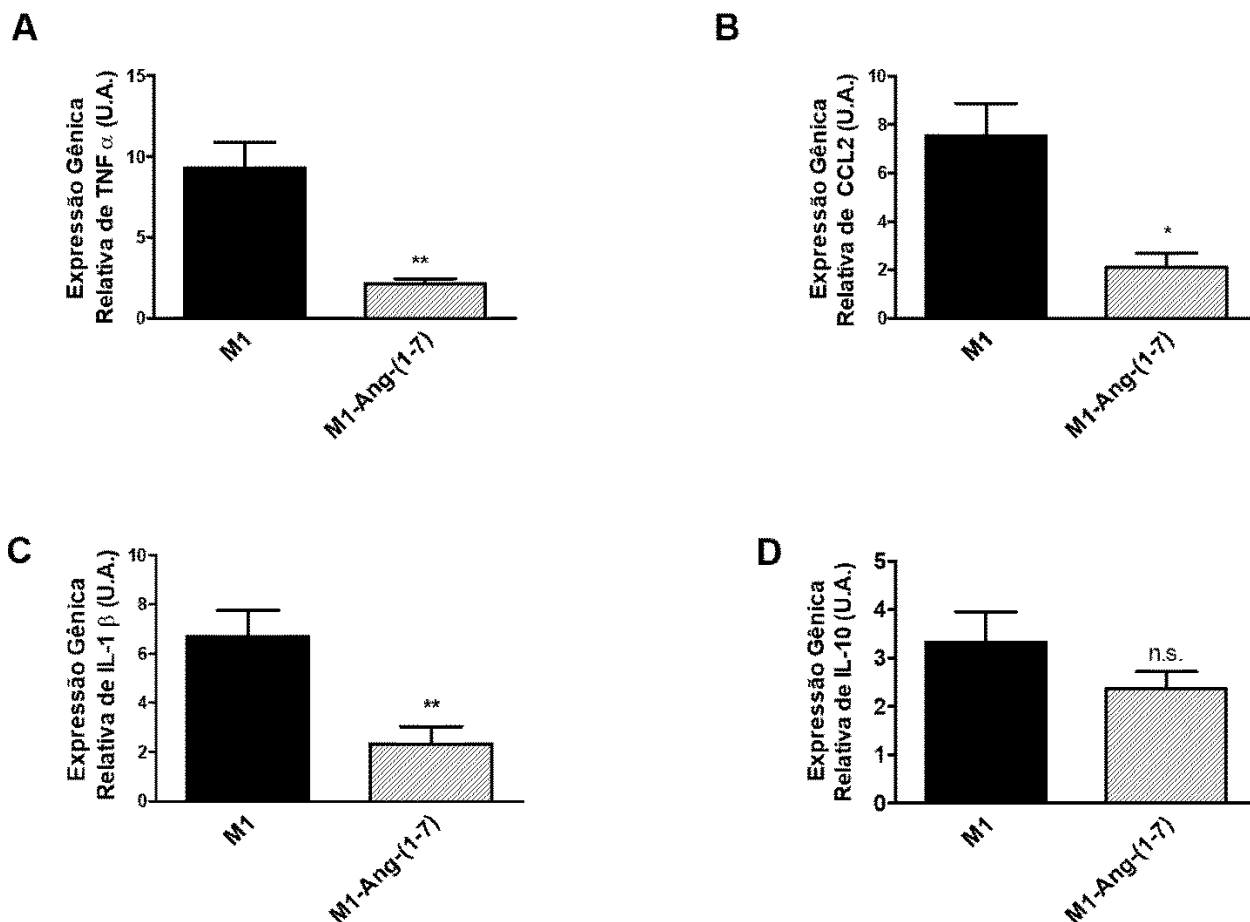 A
Expressão Gênica
Relativa de TNF α (U.A.)
15
10
5
0
**
M1
M1-Ang-(1-7)
B
Expressão Gênica
Relativa de CCL2 (U.A.)
10
8
6
4
2
0
*
M1
M1-Ang-(1-7)
C
Expressão Gênica
Relativa de IL-1 β (U.A.)
10
8
6
4
2
0
**
M1
M1-Ang-(1-7)
D
Expressão Gênica
Relativa de IL-10 (U.A.)
5
4
3
2
1
0
n.s.
M1
M1-Ang-(1-7)